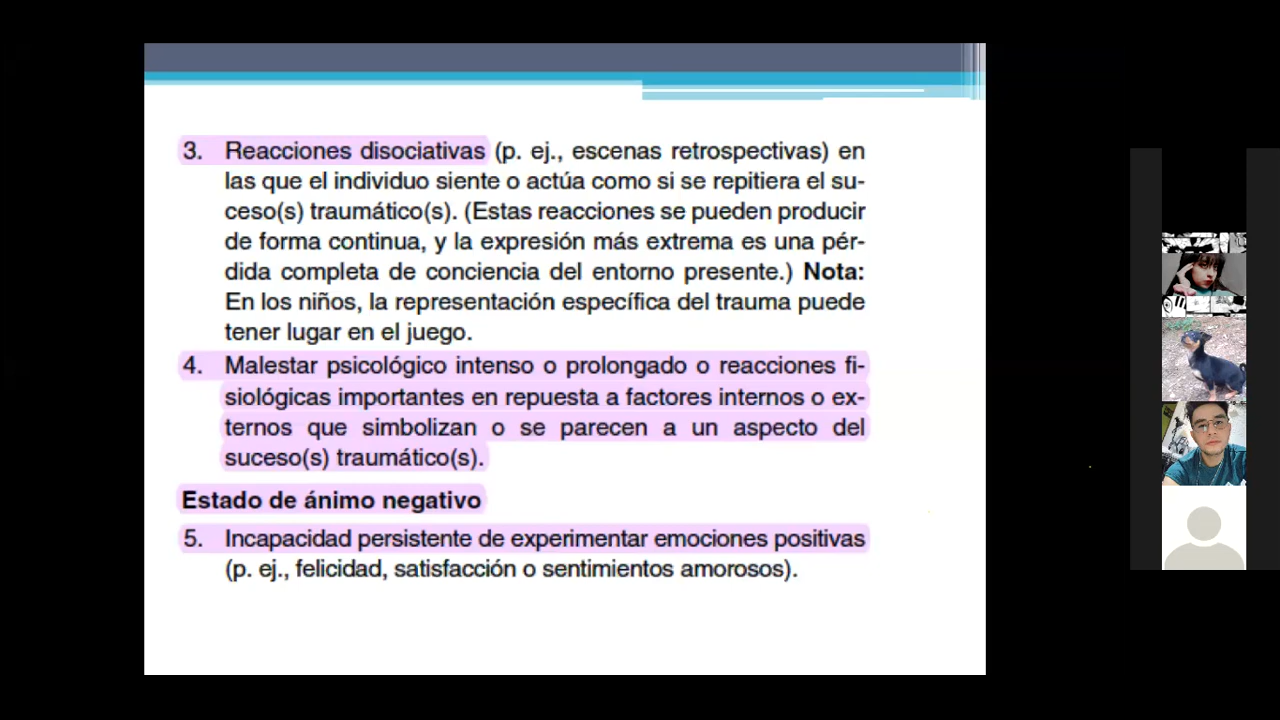 3. Reacciones disociativas (p. ej., escenas retrospectivas) en
las que el individuo siente o actúa como si se repitiera el su-
ceso(s) traumático(s). (Estas reacciones se pueden producir
de forma continua, y la expresión más extrema es una pér-
dida completa de conciencia del entorno presente.) Nota:
En los niños, la representación específica del trauma puede
tener lugar en el juego.
4. Malestar psicológico intenso o prolongado o reacciones fi-
siológicas importantes en repuesta a factores internos o ex-
ternos que simbolizan o se parecen a un aspecto del
suceso(s) traumático(s).
Estado de ánimo negativo
5. Incapacidad persistente de experimentar emociones positivas
(p. ej., felicidad, satisfacción o sentimientos amorosos).